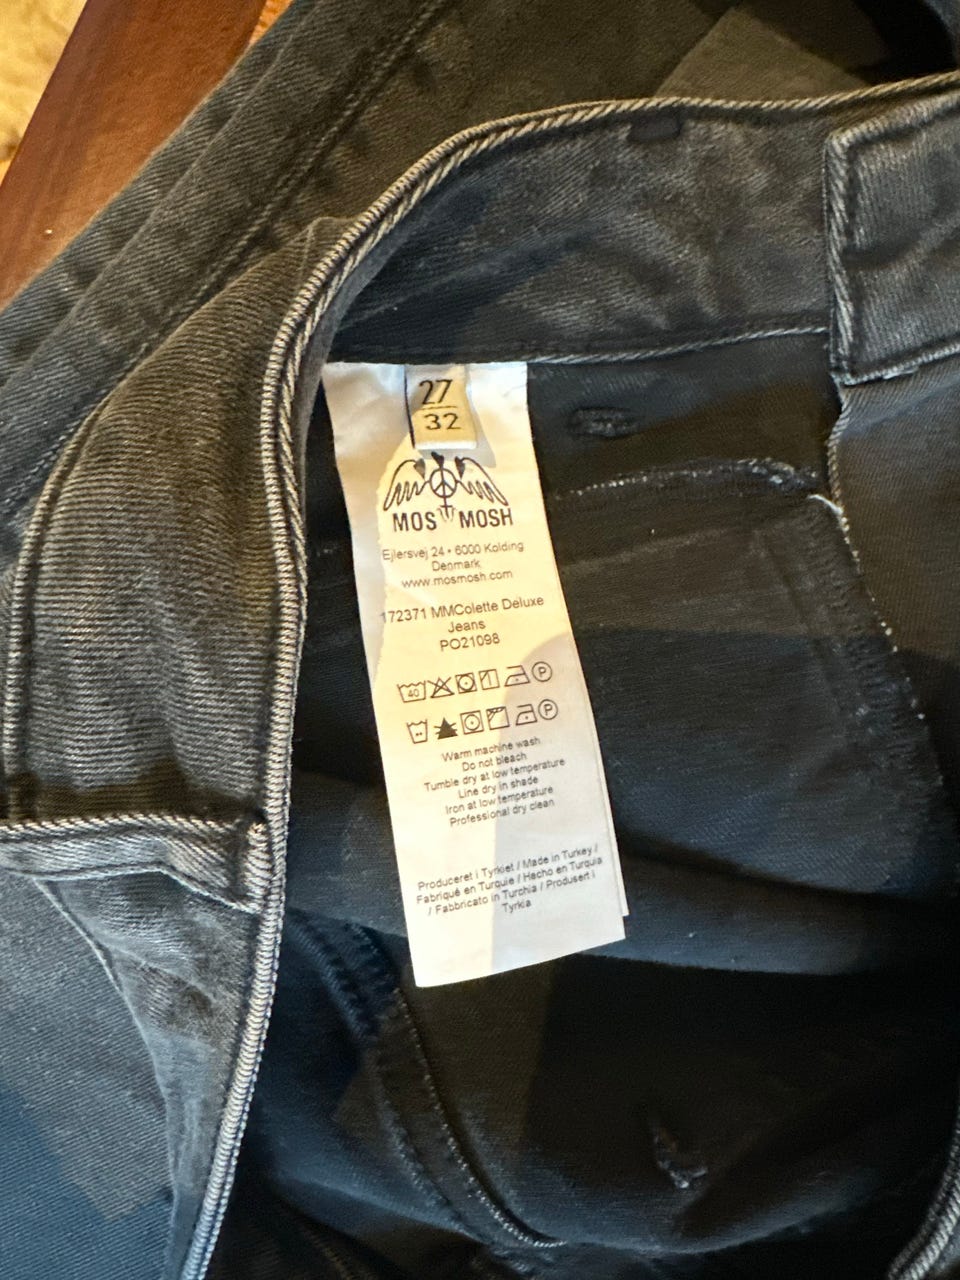 27
32
MOS MOSH
Ejlersvej 24 • 6000 Kolding
Denmark
www.mosmosh.com
172371 MMColette Deluxe
Jeans
PO21098
40 P
P
Warm machine wash
Do not bleach
Tumble dry at low temperature
Line dry in shade
Iron at low temperature
Professional dry clean
Produceret i Tyrkiet / Made in Turkey /
Fabriqué en Turquie / Hecho en Turquia
/ Fabbricato in Turchia / Produsert i
Tyrkia